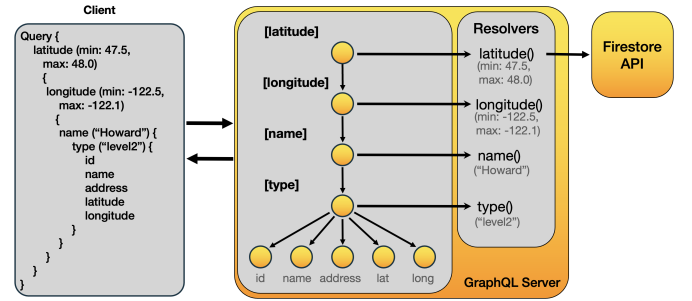 Client
Query {
latitude (min: 47.5,
max: 48.0)
{
longitude (min: -122.5,
max: -122.1)
{
name (“Howard”) {
type (“level2”) {
id
name
address
latitude
longitude
}
}
}
}
}
[latitude]
[longitude]
[name]
[type]
id name address lat long
Resolvers
latitude()
(min: 47.5,
max: 48.0)
longitude()
(min: -122.5,
max: -122.1)
name()
(“Howard”)
type()
(“level2”)
GraphQL Server
Firestore
API